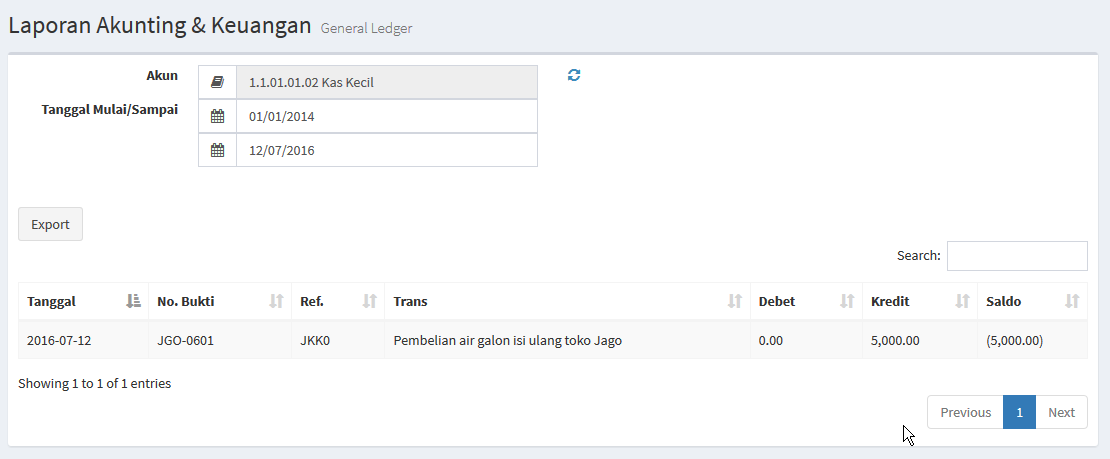 Laporan Akunting & Keuangan General Ledger
Akun
1.1.01.01.02 Kas Kecil
Tanggal Mulai/Sampai
01/01/2014
12/07/2016
Export
Search:
Tanggal No. Bukti Ref. Trans Debet Kredit Saldo
2016-07-12 JGO-0601 JKK0 Pembelian air galon isi ulang toko Jago 0.00 5,000.00 (5,000.00)
Showing 1 to 1 of 1 entries
Previous 1 Next